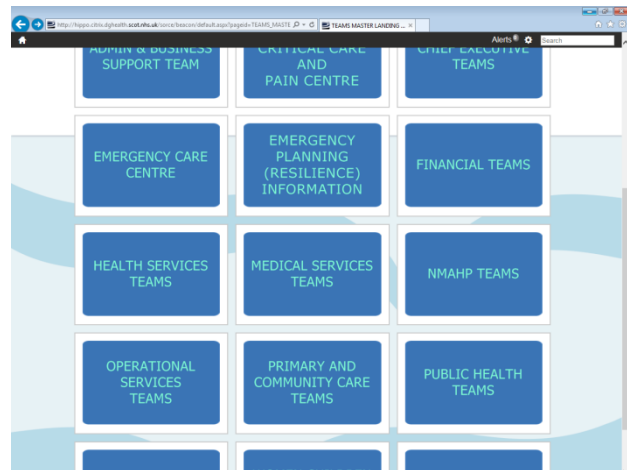 TEAMS MASTER LANDING ...
Alerts
Search
ADMIN & BUSINESS
SUPPORT TEAM
CRITICAL CARE
AND
PAIN CENTRE
CHIEF EXECUTIVE
TEAMS
EMERGENCY CARE
CENTRE
EMERGENCY
PLANNING
(RESILIENCE)
INFORMATION
FINANCIAL TEAMS
HEALTH SERVICES
TEAMS
MEDICAL SERVICES
TEAMS
NMAHP TEAMS
OPERATIONAL
SERVICES
TEAMS
PRIMARY AND
COMMUNITY CARE
TEAMS
PUBLIC HEALTH
TEAMS